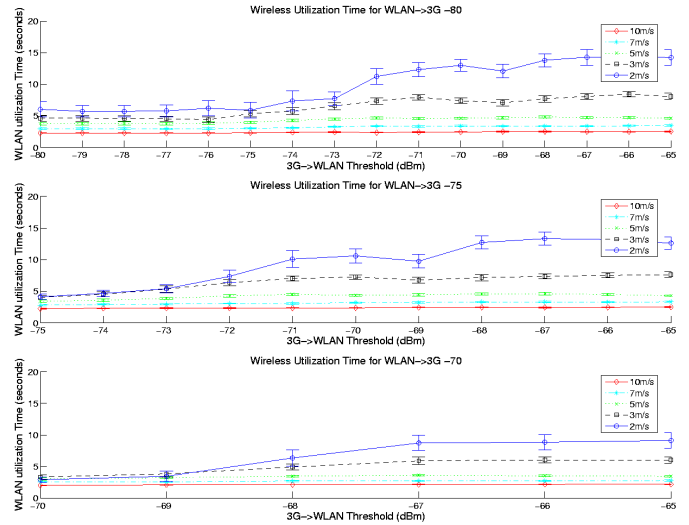 Wireless Utilization Time for WLAN->3G -80
WLAN utilization Time (seconds)
20
15
10
5
0
10m/s
7m/s
5m/s
3m/s
2m/s
-80 -79 -78 -77 -76 -75 -74 -73 -72 -71 -70 -69 -68 -67 -66 -65
3G->WLAN Threshold (dBm)
Wireless Utilization Time for WLAN->3G -75
WLAN utilization Time (seconds)
20
15
10
5
0
10m/s
7m/s
5m/s
3m/s
2m/s
-75 -74 -73 -72 -71 -70 -69 -68 -67 -66 -65
3G->WLAN Threshold (dBm)
Wireless Utilization Time for WLAN->3G -70
WLAN utilization Time (seconds)
20
15
10
5
0
10m/s
7m/s
5m/s
3m/s
2m/s
-70 -69 -68 -67 -66 -65
3G->WLAN Threshold (dBm)